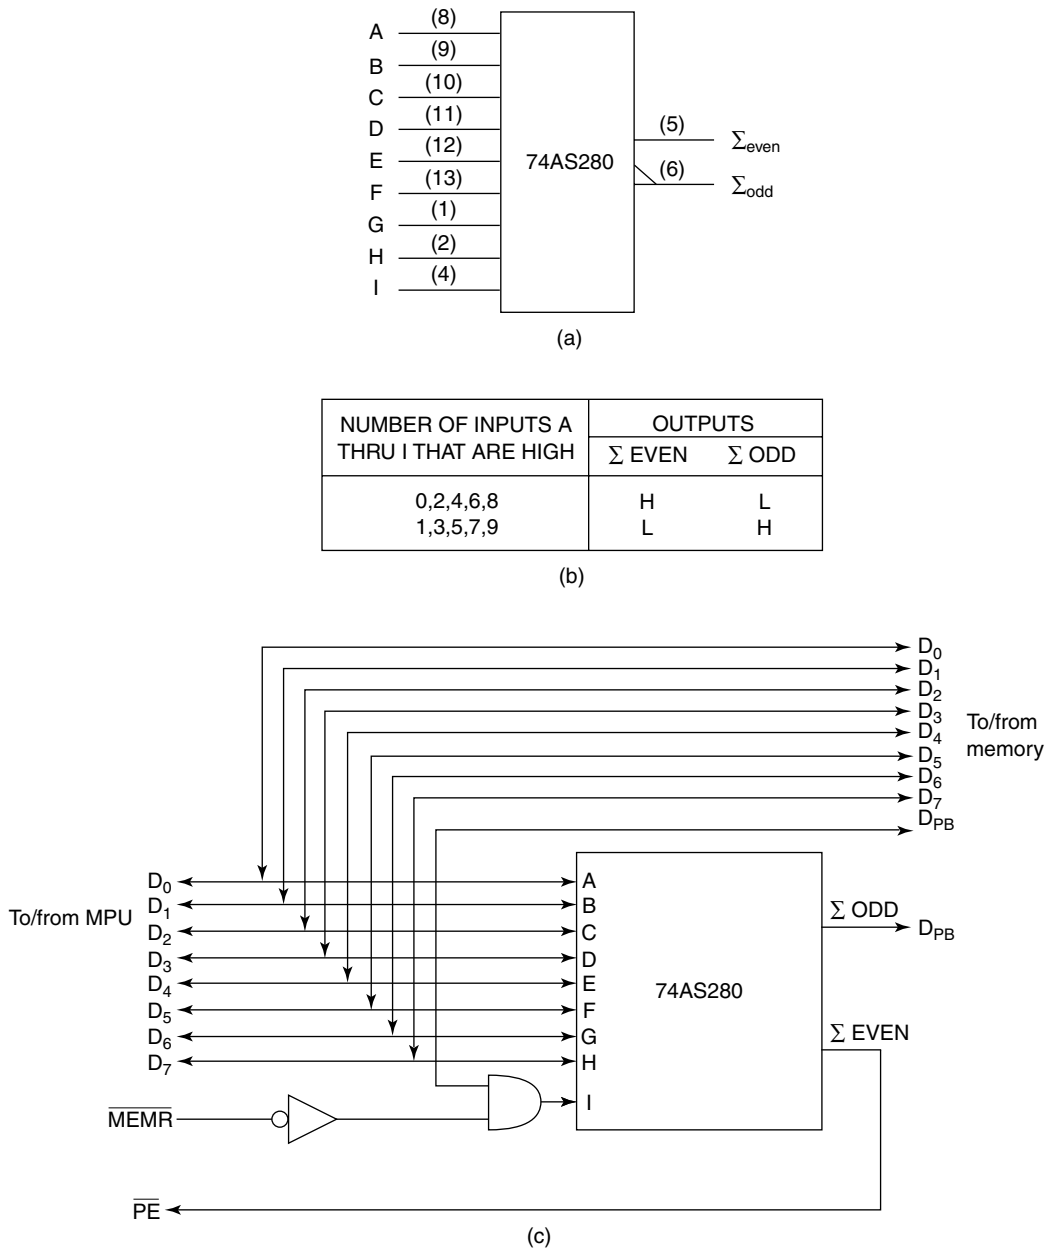 A (8)
B (9)
C (10)
D (11)
E (12)
F (13)
G (1)
H (2)
I (4)
74AS280
(5) Σeven
(6) Σodd
(a)
NUMBER OF INPUTS A
THRU I THAT ARE HIGH
OUTPUTS
Σ EVEN Σ ODD
0,2,4,6,8 H L
1,3,5,7,9 L H
(b)
D0
D1
D2
D3
D4
D5
D6
D7
DPB
To/from
memory
To/from MPU
D0
D1
D2
D3
D4
D5
D6
D7
A
B
C
D
E
F
G
H
I
74AS280
Σ ODD
DPB
Σ EVEN
M̅E̅M̅R̅
P̅E̅
(c)